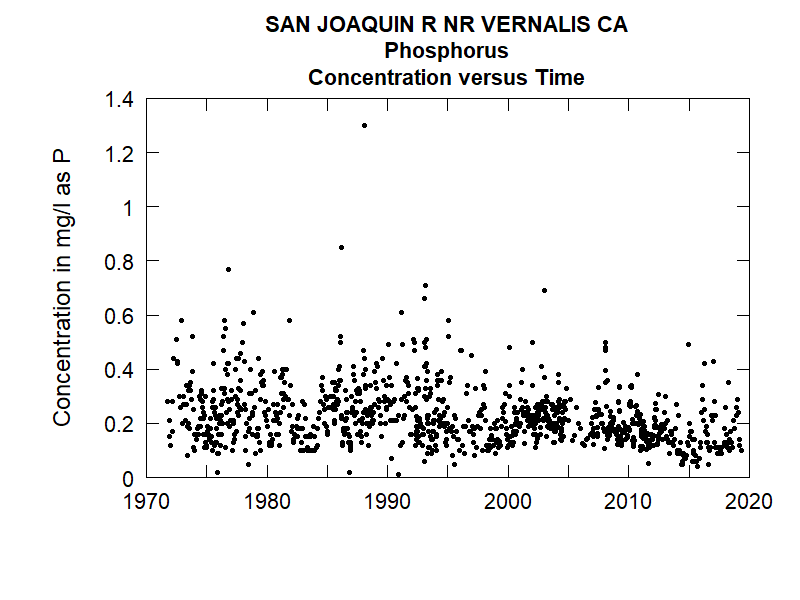 SAN JOAQUIN R NR VERNALIS CA
Phosphorus
Concentration versus Time
Concentration in mg/l as P
1.4
1.2
1
0.8
0.6
0.4
0.2
0
1970 1980 1990 2000 2010 2020